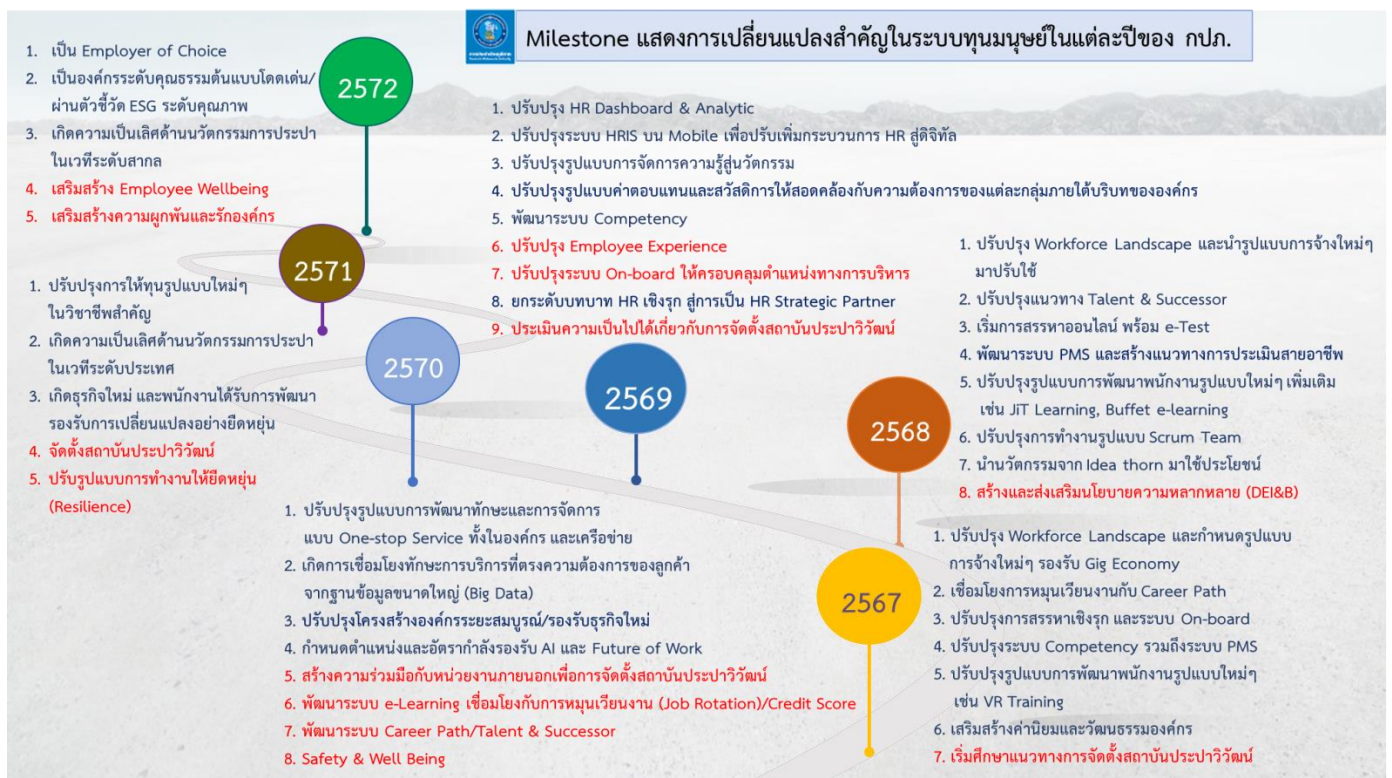 Milestone แสดงการเปลี่ยนแปลงสำคัญในระบบทุนมนุษย์ในแต่ละปีของ กปภ.
2572
1. เป็น Employer of Choice
2. เป็นองค์กรระดับคุณธรรมต้นแบบโดดเด่น/
ผ่านตัวชี้วัด ESG ระดับคุณภาพ
3. เกิดความเป็นเลิศด้านนวัตกรรมการประปา
ในเวทีระดับสากล
4. เสริมสร้าง Employee Wellbeing
5. เสริมสร้างความผูกพันและรักองค์กร
2571
1. ปรับปรุงการให้ทุนรูปแบบใหม่ๆ
ในวิชาชีพสำคัญ
2. เกิดความเป็นเลิศด้านนวัตกรรมการประปา
ในเวทีระดับประเทศ
3. เกิดธุรกิจใหม่ และพนักงานได้รับการพัฒนา
รองรับการเปลี่ยนแปลงอย่างยืดหยุ่น
4. จัดตั้งสถาบันประปาวิวัฒน์
5. ปรับรูปแบบการทำงานให้ยืดหยุ่น
(Resilience)
2570
1. ปรับปรุงรูปแบบการพัฒนาทักษะและการจัดการ
แบบ One-stop Service ทั้งในองค์กร และเครือข่าย
2. เกิดการเชื่อมโยงทักษะการบริการที่ตรงความต้องการของลูกค้า
จากฐานข้อมูลขนาดใหญ่ (Big Data)
3. ปรับปรุงโครงสร้างองค์กรระยะสมบูรณ์/รองรับธุรกิจใหม่
4. กำหนดตำแหน่งและอัตรากำลังรองรับ AI และ Future of Work
5. สร้างความร่วมมือกับหน่วยงานภายนอกเพื่อการจัดตั้งสถาบันประปาวิวัฒน์
6. พัฒนาระบบ e-Learning เชื่อมโยงกับการหมุนเวียนงาน (Job Rotation)/Credit Score
7. พัฒนาระบบ Career Path/Talent & Successor
8. Safety & Well Being
2569
1. ปรับปรุง HR Dashboard & Analytic
2. ปรับปรุงระบบ HRIS บน Mobile เพื่อปรับเพิ่มกระบวนการ HR สู่ดิจิทัล
3. ปรับปรุงรูปแบบการจัดการความรู้สู่นวัตกรรม
4. ปรับปรุงรูปแบบค่าตอบแทนและสวัสดิการให้สอดคล้องกับความต้องการของแต่ละกลุ่มภายใต้บริบทขององค์กร
5. พัฒนาระบบ Competency
6. ปรับปรุง Employee Experience
7. ปรับปรุงระบบ On-board ให้ครอบคลุมตำแหน่งทางการบริหาร
8. ยกระดับบทบาท HR เชิงรุก สู่การเป็น HR Strategic Partner
9. ประเมินความเป็นไปได้เกี่ยวกับการจัดตั้งสถาบันประปาวิวัฒน์
2568
1. ปรับปรุง Workforce Landscape และนำรูปแบบการจ้างใหม่ๆ
มาปรับใช้
2. ปรับปรุงแนวทาง Talent & Successor
3. เริ่มการสรรหาออนไลน์ พร้อม e-Test
4. พัฒนาระบบ PMS และสร้างแนวทางการประเมินสายอาชีพ
5. ปรับปรุงรูปแบบการพัฒนาพนักงานรูปแบบใหม่ๆ เพิ่มเติม
เช่น JiT Learning, Buffet e-learning
6. ปรับปรุงการทำงานรูปแบบ Scrum Team
7. นำนวัตกรรมจาก Idea thorn มาใช้ประโยชน์
8. สร้างและส่งเสริมนโยบายความหลากหลาย (DEI&B)
2567
1. ปรับปรุง Workforce Landscape และกำหนดรูปแบบ
การจ้างใหม่ๆ รองรับ Gig Economy
2. เชื่อมโยงการหมุนเวียนงานกับ Career Path
3. ปรับปรุงการสรรหาเชิงรุก และระบบ On-board
4. ปรับปรุงระบบ Competency รวมถึงระบบ PMS
5. ปรับปรุงรูปแบบการพัฒนาพนักงานรูปแบบใหม่ๆ
เช่น VR Training
6. เสริมสร้างค่านิยมและวัฒนธรรมองค์กร
7. เริ่มศึกษาแนวทางการจัดตั้งสถาบันประปาวิวัฒน์